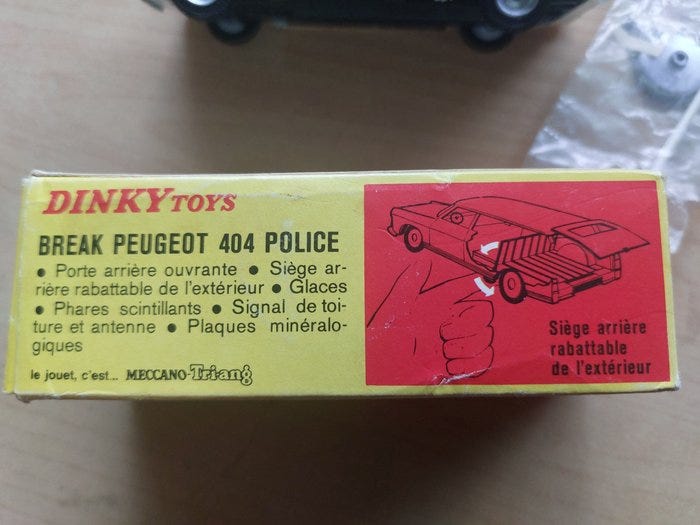 DINKY TOYS
BREAK PEUGEOT 404 POLICE
• Porte arrière ouvrante • Siège ar-
rière rabattable de l'extérieur • Glaces
• Phares scintillants • Signal de toi-
ture et antenne • Plaques minéralo-
giques
le jouet, c'est... MECCANO-Triang
Siège arrière
rabattable
de l'extérieur